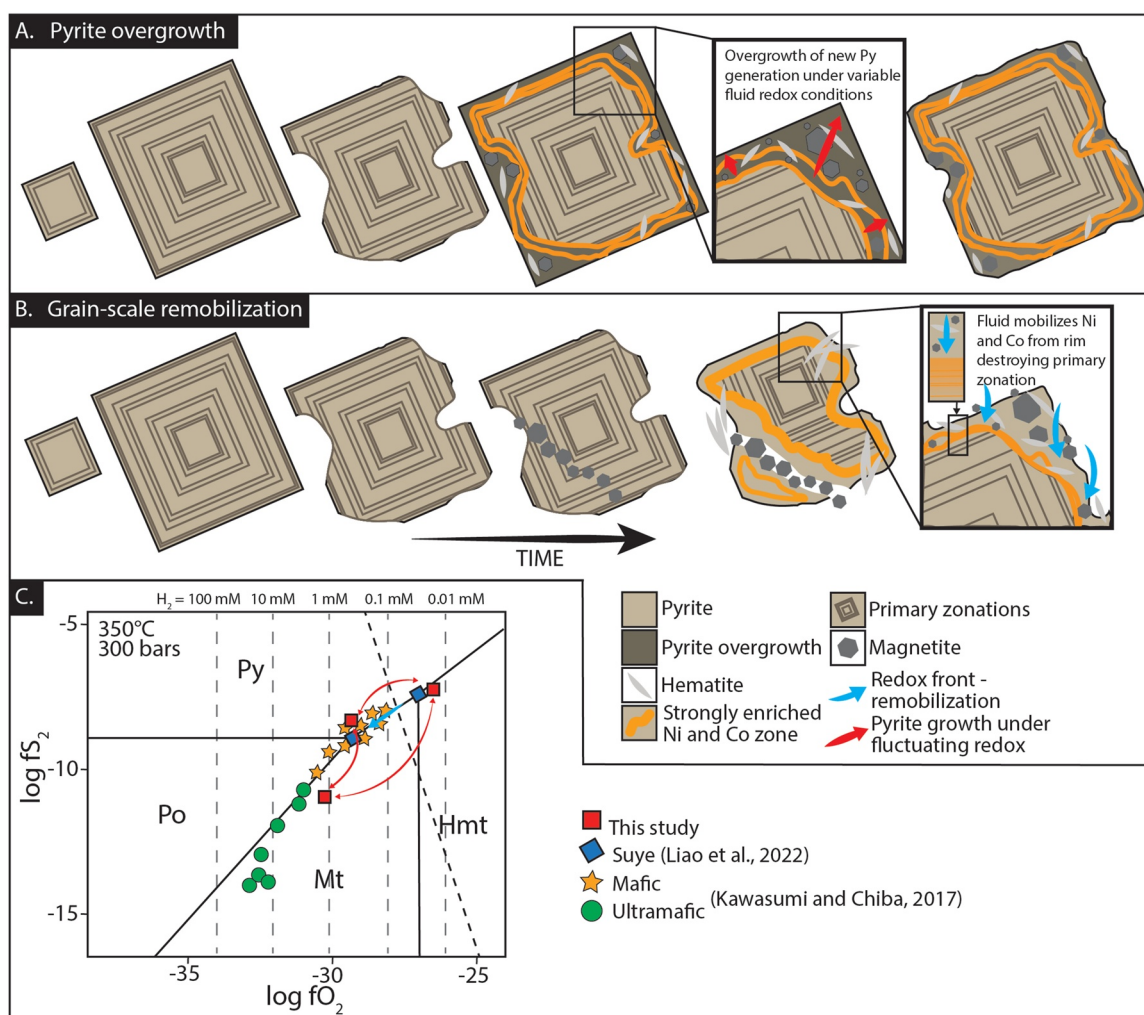 A. Pyrite overgrowth
Overgrowth of new Py
generation under variable
fluid redox conditions
B. Grain-scale remobilization
Fluid mobilizes Ni
and Co from rim
destroying primary
zonation
TIME
C.
H₂ = 100 mM 10 mM 1 mM 0.1 mM 0.01 mM
350°C
300 bars
-5
-10
-15
log fS₂
Py
Po
Mt
Hmt
-35
-30
-25
log fO₂
Pyrite
Primary zonations
Pyrite overgrowth
Magnetite
Hematite
Redox front -
remobilization
Strongly enriched
Ni and Co zone
Pyrite growth under
fluctuating redox
This study
Suye (Liao et al., 2022)
Mafic
Ultramafic
(Kawasumi and Chiba, 2017)